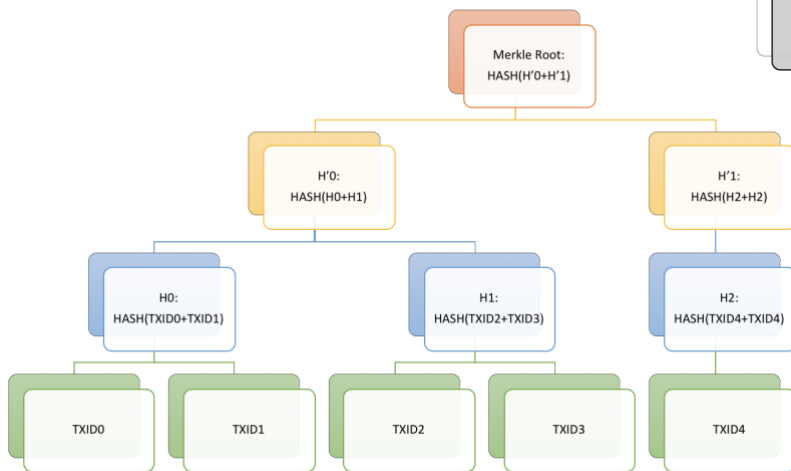 Merkle Root:
HASH(H'0+H'1)
H'0:
HASH(H0+H1)
H'1:
HASH(H2+H2)
H0:
HASH(TXID0+TXID1)
H1:
HASH(TXID2+TXID3)
H2:
HASH(TXID4+TXID4)
TXID0
TXID1
TXID2
TXID3
TXID4